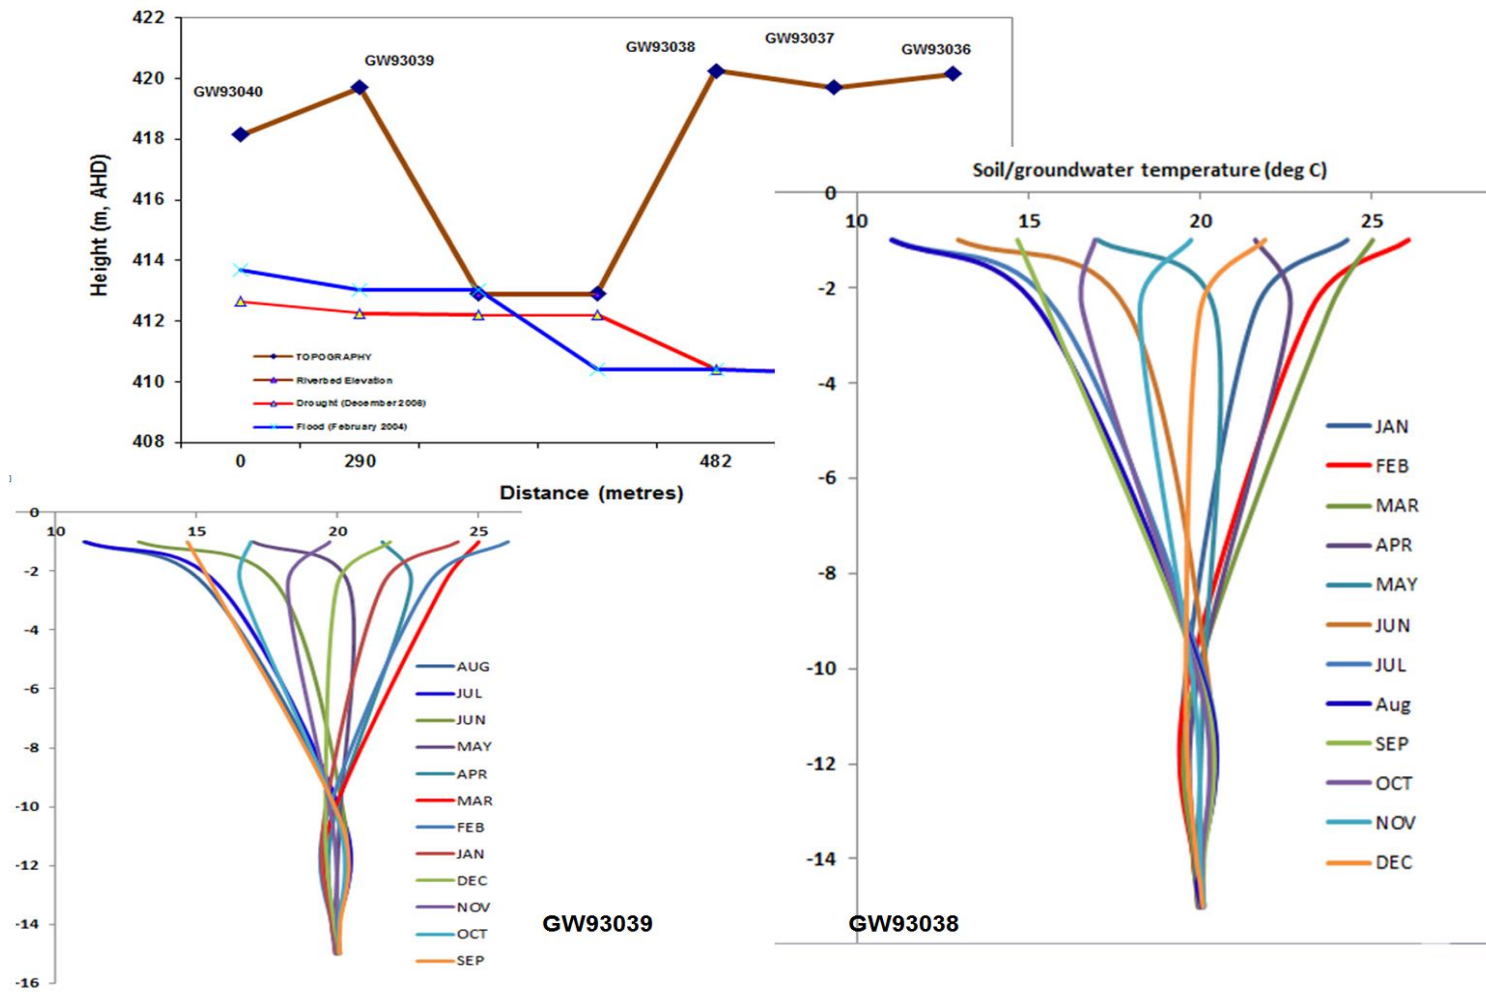 422
420
418
416
414
412
410
408
Height (m, AHD)
GW93040
GW93039
GW93038
GW93037
GW93036
TOPOGRAPHY
Riverbed Elevation
Drought (December 2006)
Flood (February 2004)
0
290
482
Distance (metres)
0
10
15
20
25
-2
-4
-6
-8
-10
-12
-14
-16
AUG
JUL
JUN
MAY
APR
MAR
FEB
JAN
DEC
NOV
OCT
SEP
GW93039
Soil/groundwater temperature (deg C)
0
10
15
20
25
-2
-4
-6
-8
-10
-12
-14
JAN
FEB
MAR
APR
MAY
JUN
JUL
Aug
SEP
OCT
NOV
DEC
GW93038